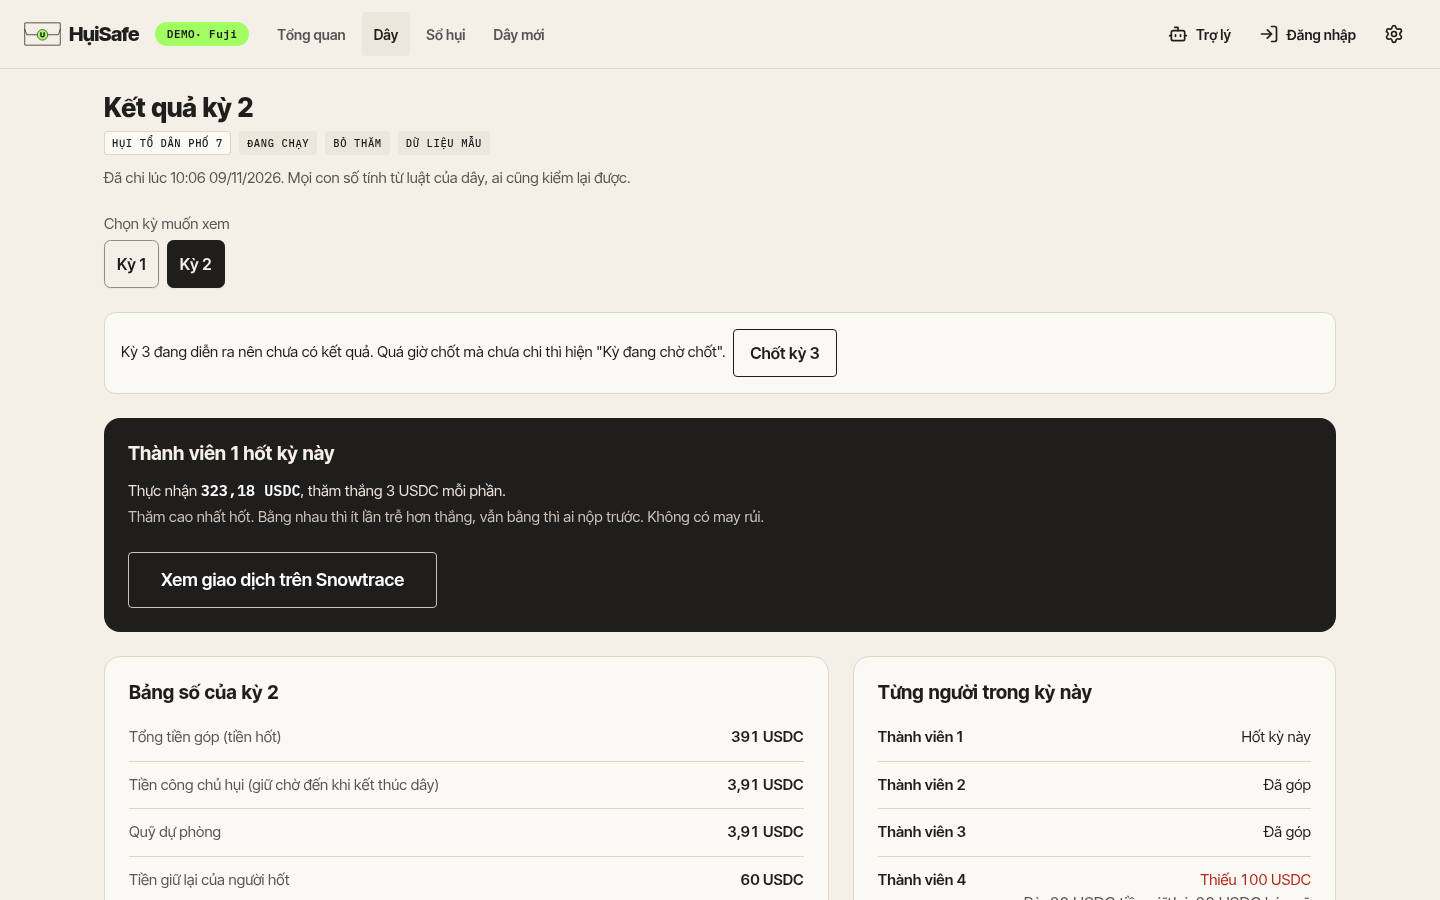 HụiSafe
DEMO· Fuji
Tổng quan
Dây
Sổ hụi
Dây mới
Trợ lý
Đăng nhập
Kết quả kỳ 2
HỤI TỔ DÂN PHỐ 7
ĐANG CHẠY
BỎ THĂM
DỮ LIỆU MẪU
Đã chi lúc 10:06 09/11/2026. Mọi con số tính từ luật của dây, ai cũng kiểm lại được.
Chọn kỳ muốn xem
Kỳ 1
Kỳ 2
Kỳ 3 đang diễn ra nên chưa có kết quả. Quá giờ chốt mà chưa chi thì hiện "Kỳ đang chờ chốt".
Chốt kỳ 3
Thành viên 1 hốt kỳ này
Thực nhận 323,18 USDC, thăm thắng 3 USDC mỗi phần.
Thăm cao nhất hốt. Bằng nhau thì ít lần trễ hơn thắng, vẫn bằng thì ai nộp trước. Không có may rủi.
Xem giao dịch trên Snowtrace
Bảng số của kỳ 2
Tổng tiền góp (tiền hốt)
391 USDC
Tiền công chủ hụi (giữ chờ đến khi kết thúc dây)
3,91 USDC
Quỹ dự phòng
3,91 USDC
Tiền giữ lại của người hốt
60 USDC
Từng người trong kỳ này
Thành viên 1
Hốt kỳ này
Thành viên 2
Đã góp
Thành viên 3
Đã góp
Thành viên 4
Thiếu 100 USDC